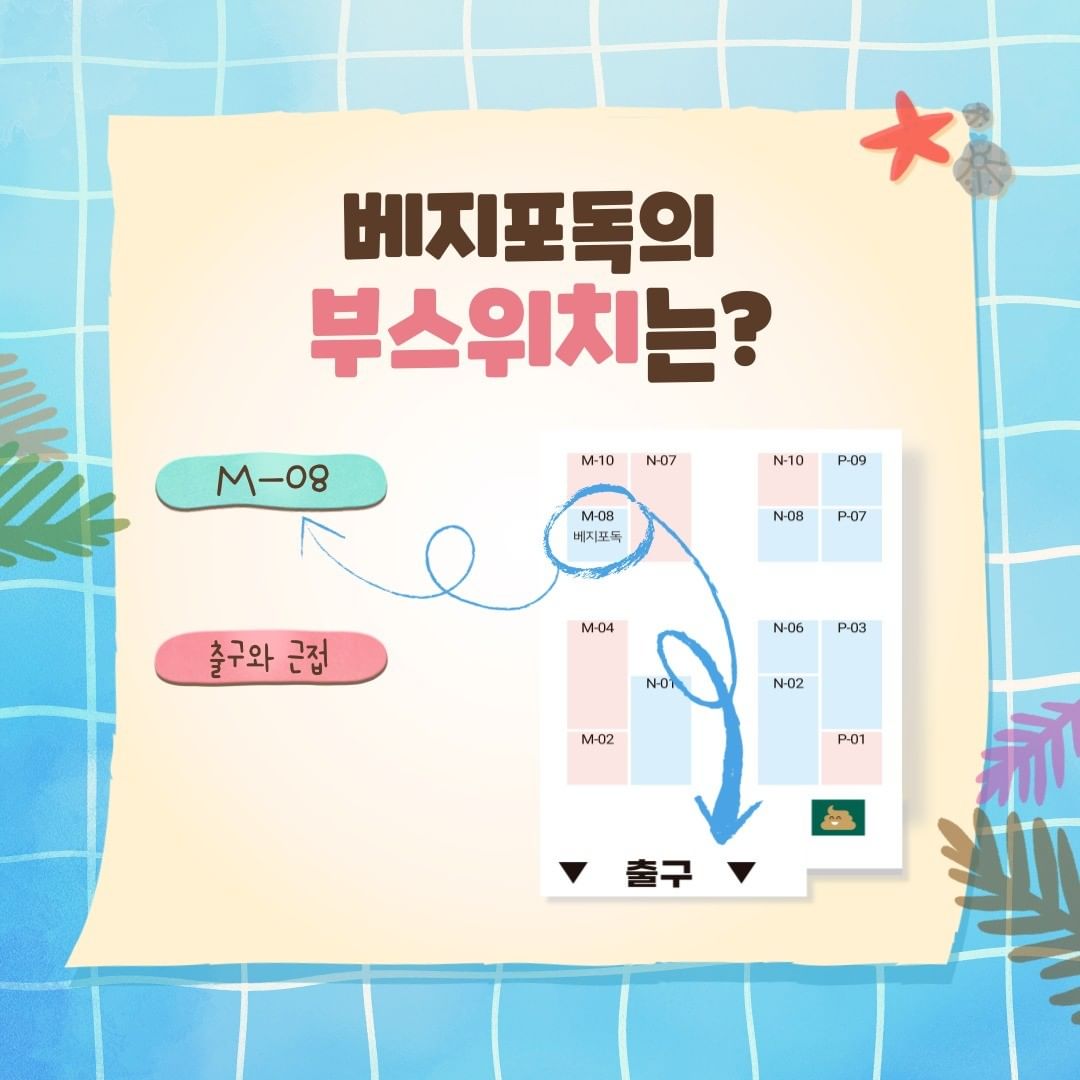 베지포독의
부스위치는?
M-08
출구와 근접
M-10 N-07 N-10 P-09
M-08 N-08 P-07
베지포독
M-04 N-06 P-03
N-01 N-02
M-02 P-01
▼ 출구 ▼